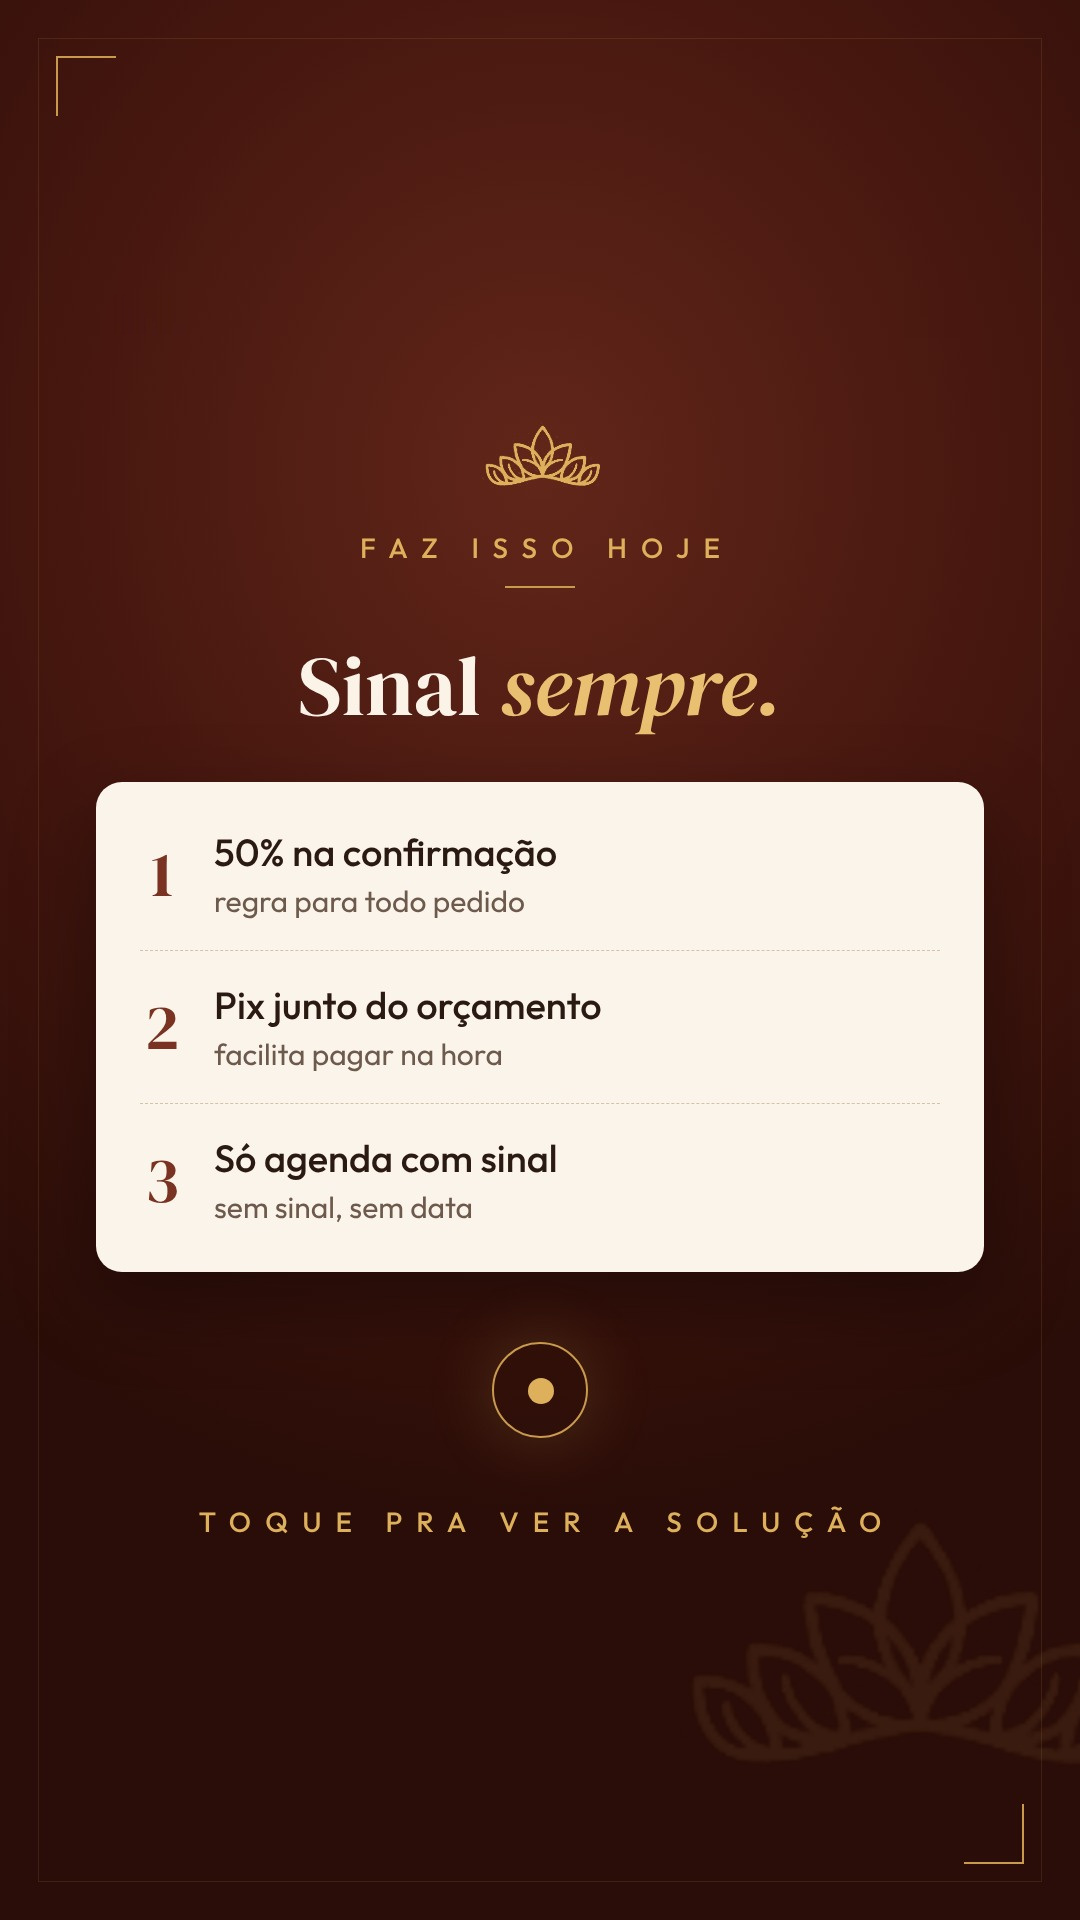 FAZ ISSO HOJE
Sinal sempre.
1
50% na confirmação
regra para todo pedido
2
Pix junto do orçamento
facilita pagar na hora
3
Só agenda com sinal
sem sinal, sem data
TOQUE PRA VER A SOLUÇÃO